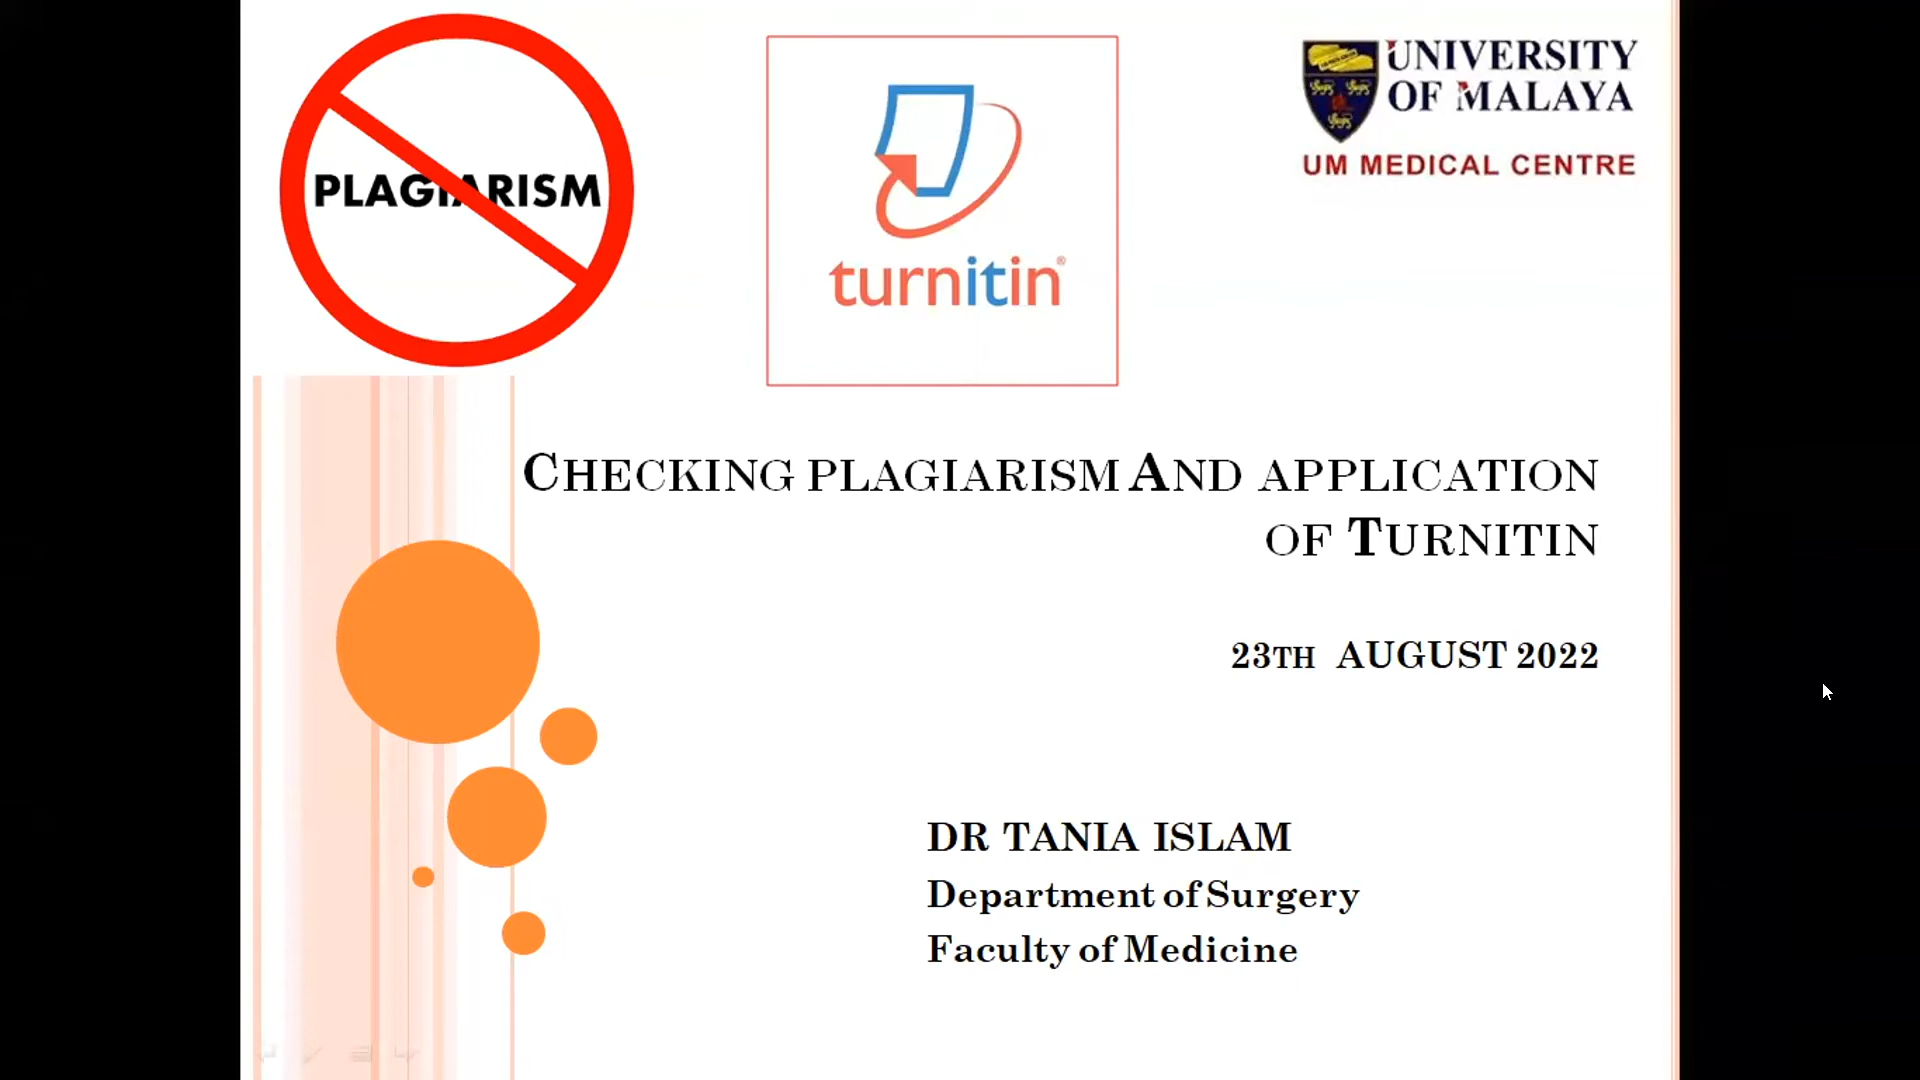 PLAGIARISM
turnitin®
UNIVERSITY
OF MALAYA
UM MEDICAL CENTRE
CHECKING PLAGIARISM AND APPLICATION
OF TURNITIN
23TH AUGUST 2022
DR TANIA ISLAM
Department of Surgery
Faculty of Medicine